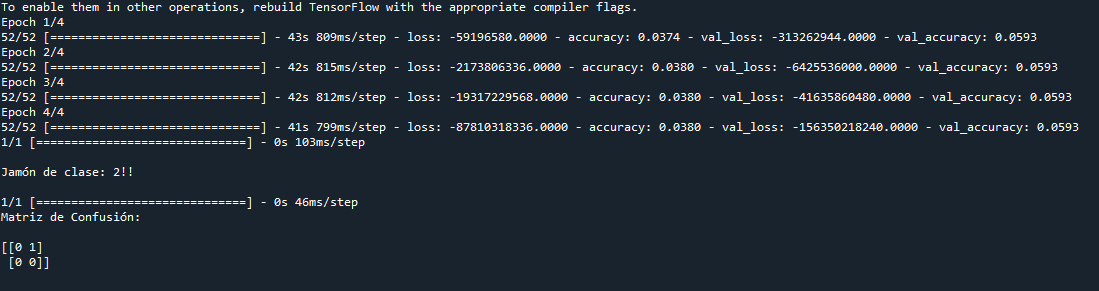 To enable them in other operations, rebuild TensorFlow with the appropriate compiler flags.
Epoch 1/4
52/52 [==============================] - 43s 809ms/step - loss: -59196580.0000 - accuracy: 0.0374 - val_loss: -313262944.0000 - val_accuracy: 0.0593
Epoch 2/4
52/52 [==============================] - 42s 815ms/step - loss: -2173806336.0000 - accuracy: 0.0380 - val_loss: -6425536000.0000 - val_accuracy: 0.0593
Epoch 3/4
52/52 [==============================] - 42s 812ms/step - loss: -19317229568.0000 - accuracy: 0.0380 - val_loss: -41635860480.0000 - val_accuracy: 0.0593
Epoch 4/4
52/52 [==============================] - 41s 799ms/step - loss: -87810318336.0000 - accuracy: 0.0380 - val_loss: -156350218240.0000 - val_accuracy: 0.0593
1/1 [==============================] - 0s 103ms/step
Jamón de clase: 2!!
1/1 [==============================] - 0s 46ms/step
Matriz de Confusión:
[[0 1]
 [0 0]]